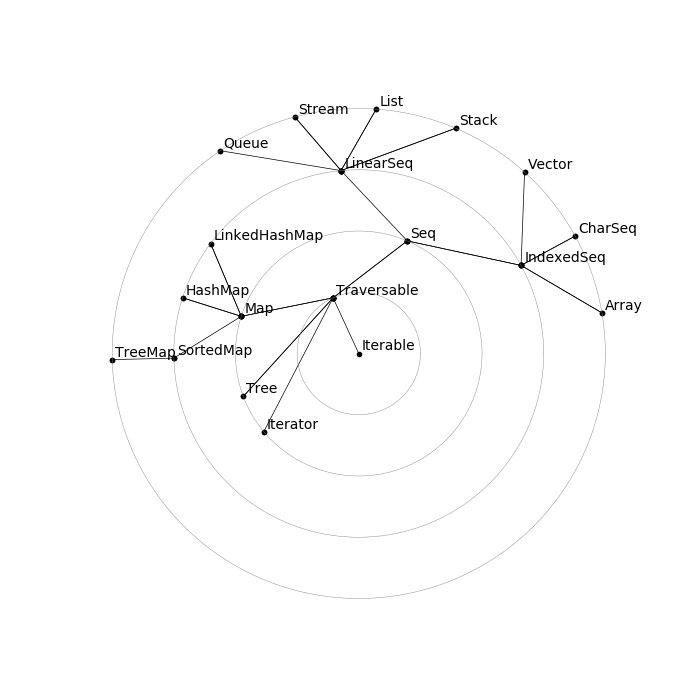 List
Stream
Stack
Queue
LinearSeq
Vector
CharSeq
Seq
LinkedHashMap
IndexedSeq
HashMap
Traversable
Map
Array
Iterable
SortedMap
TreeMap
Tree
Iterator